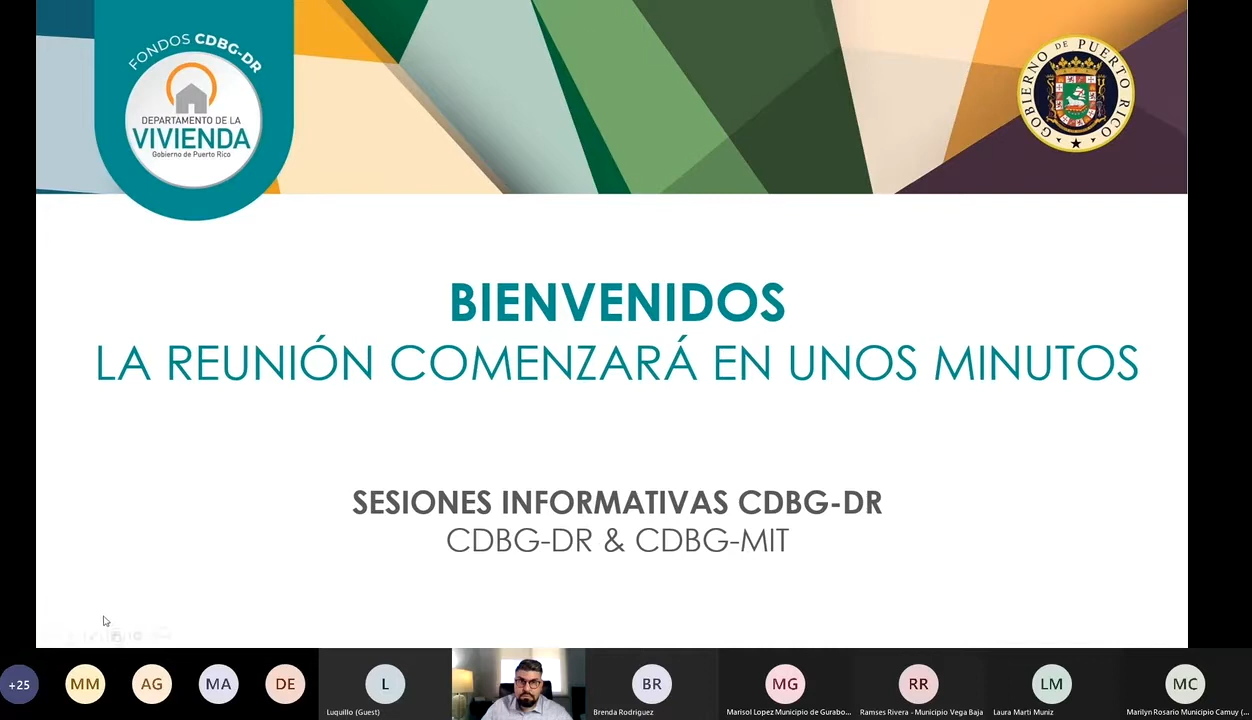 FONDOS CDBG-DR
DEPARTAMENTO DE LA
VIVIENDA
Gobierno de Puerto Rico
GOBIERNO DE PUERTO RICO
BIENVENIDOS
LA REUNIÓN COMENZARÁ EN UNOS MINUTOS
SESIONES INFORMATIVAS CDBG-DR
CDBG-DR & CDBG-MIT
+25
MM
AG
MA
DE
L
Luquillo (Guest)
BR
Brenda Rodriguez
MG
Marisol Lopez Municipio de Gurabo...
RR
Ramses Rivera - Municipio Vega Baja
LM
Laura Marti Muniz
MC
Marilyn Rosario Municipio Camuy (...